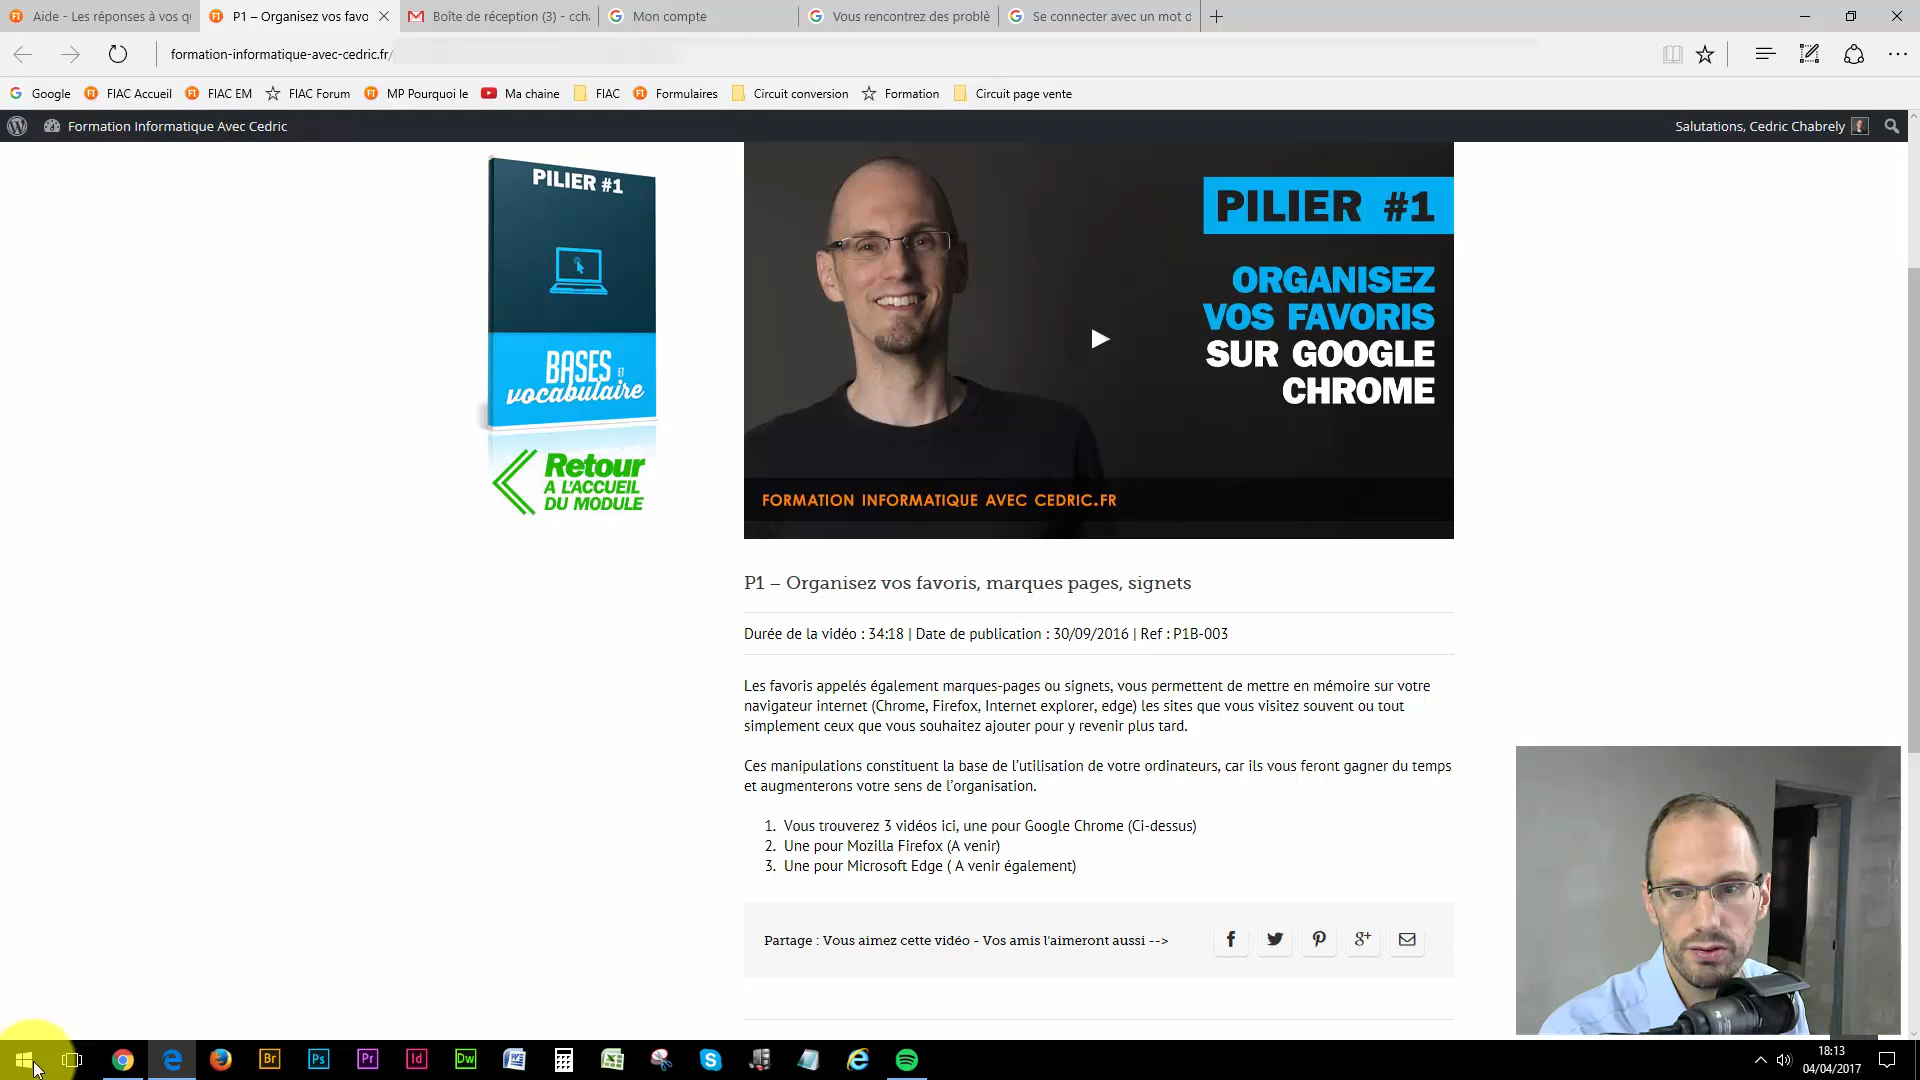 Aide - Les réponses à vos qu
P1 – Organisez vos favo
Boîte de réception (3) - ccha
Mon compte
Vous rencontrez des problè
Se connecter avec un mot d
formation-informatique-avec-cedric.fr/
Google
FIAC Accueil
FIAC EM
FIAC Forum
MP Pourquoi le
Ma chaine
FIAC
Formulaires
Circuit conversion
Formation
Circuit page vente
Formation Informatique Avec Cedric
Salutations, Cedric Chabrely
PILIER #1
BASES ET
vocabulaire
Retour
A L'ACCUEIL
DU MODULE
PILIER #1
ORGANISEZ
VOS FAVORIS
SUR GOOGLE
CHROME
FORMATION INFORMATIQUE AVEC CEDRIC.FR
P1 – Organisez vos favoris, marques pages, signets
Durée de la vidéo : 34:18 | Date de publication : 30/09/2016 | Ref : P1B-003
Les favoris appelés également marques-pages ou signets, vous permettent de mettre en mémoire sur votre
navigateur internet (Chrome, Firefox, Internet explorer, edge) les sites que vous visitez souvent ou tout
simplement ceux que vous souhaitez ajouter pour y revenir plus tard.
Ces manipulations constituent la base de l'utilisation de votre ordinateurs, car ils vous feront gagner du temps
et augmenterons votre sens de l'organisation.
1. Vous trouverez 3 vidéos ici, une pour Google Chrome (Ci-dessus)
2. Une pour Mozilla Firefox (A venir)
3. Une pour Microsoft Edge ( A venir également)
Partage : Vous aimez cette vidéo - Vos amis l'aimeront aussi -->
Br
Ps
Pr
Id
Dw
18:13
04/04/2017